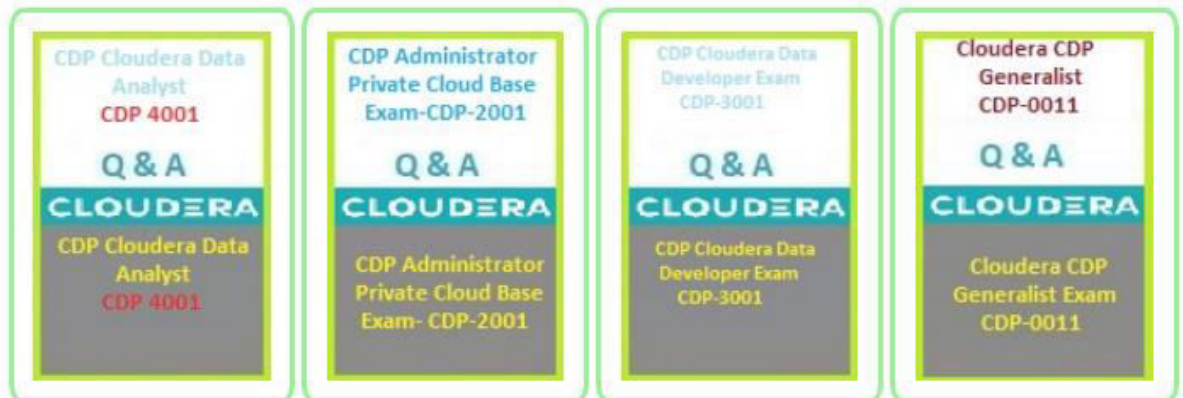 CDP Cloudera Data
Analyst
CDP 4001
Q & A
CLOUDERA
CDP Cloudera Data
Analyst
CDP 4001
CDP Administrator
Private Cloud Base
Exam-CDP-2001
Q & A
CLOUDERA
CDP Administrator
Private Cloud Base
Exam- CDP-2001
CDP Cloudera Data
Developer Exam
CDP-3001
Q & A
CLOUDERA
CDP Cloudera Data
Developer Exam
CDP-3001
Cloudera CDP
Generalist
CDP-0011
Q & A
CLOUDERA
Cloudera CDP
Generalist Exam
CDP-0011